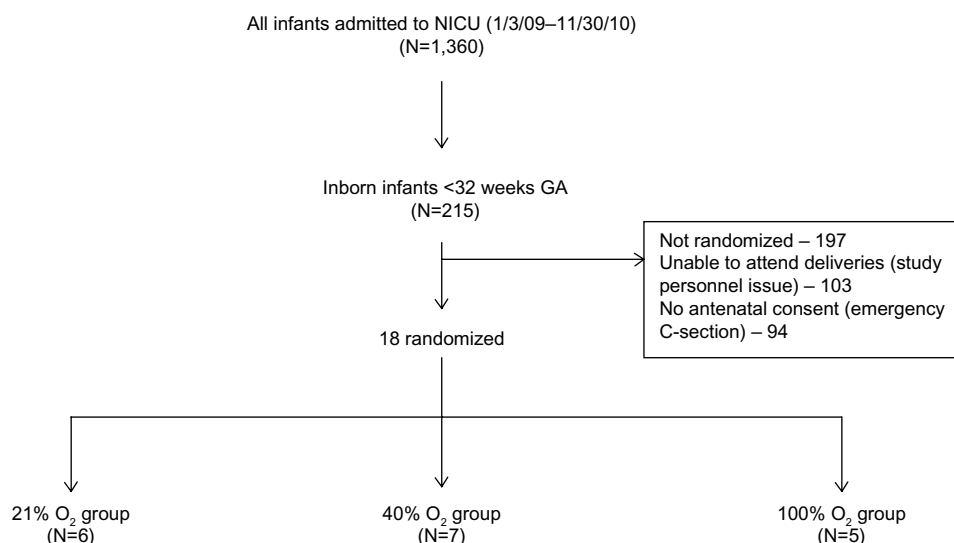 All infants admitted to NICU (1/3/09–11/30/10)
(N=1,360)
Inborn infants <32 weeks GA
(N=215)
Not randomized – 197
Unable to attend deliveries (study
personnel issue) – 103
No antenatal consent (emergency
C-section) – 94
18 randomized
21% O₂ group
(N=6)
40% O₂ group
(N=7)
100% O₂ group
(N=5)